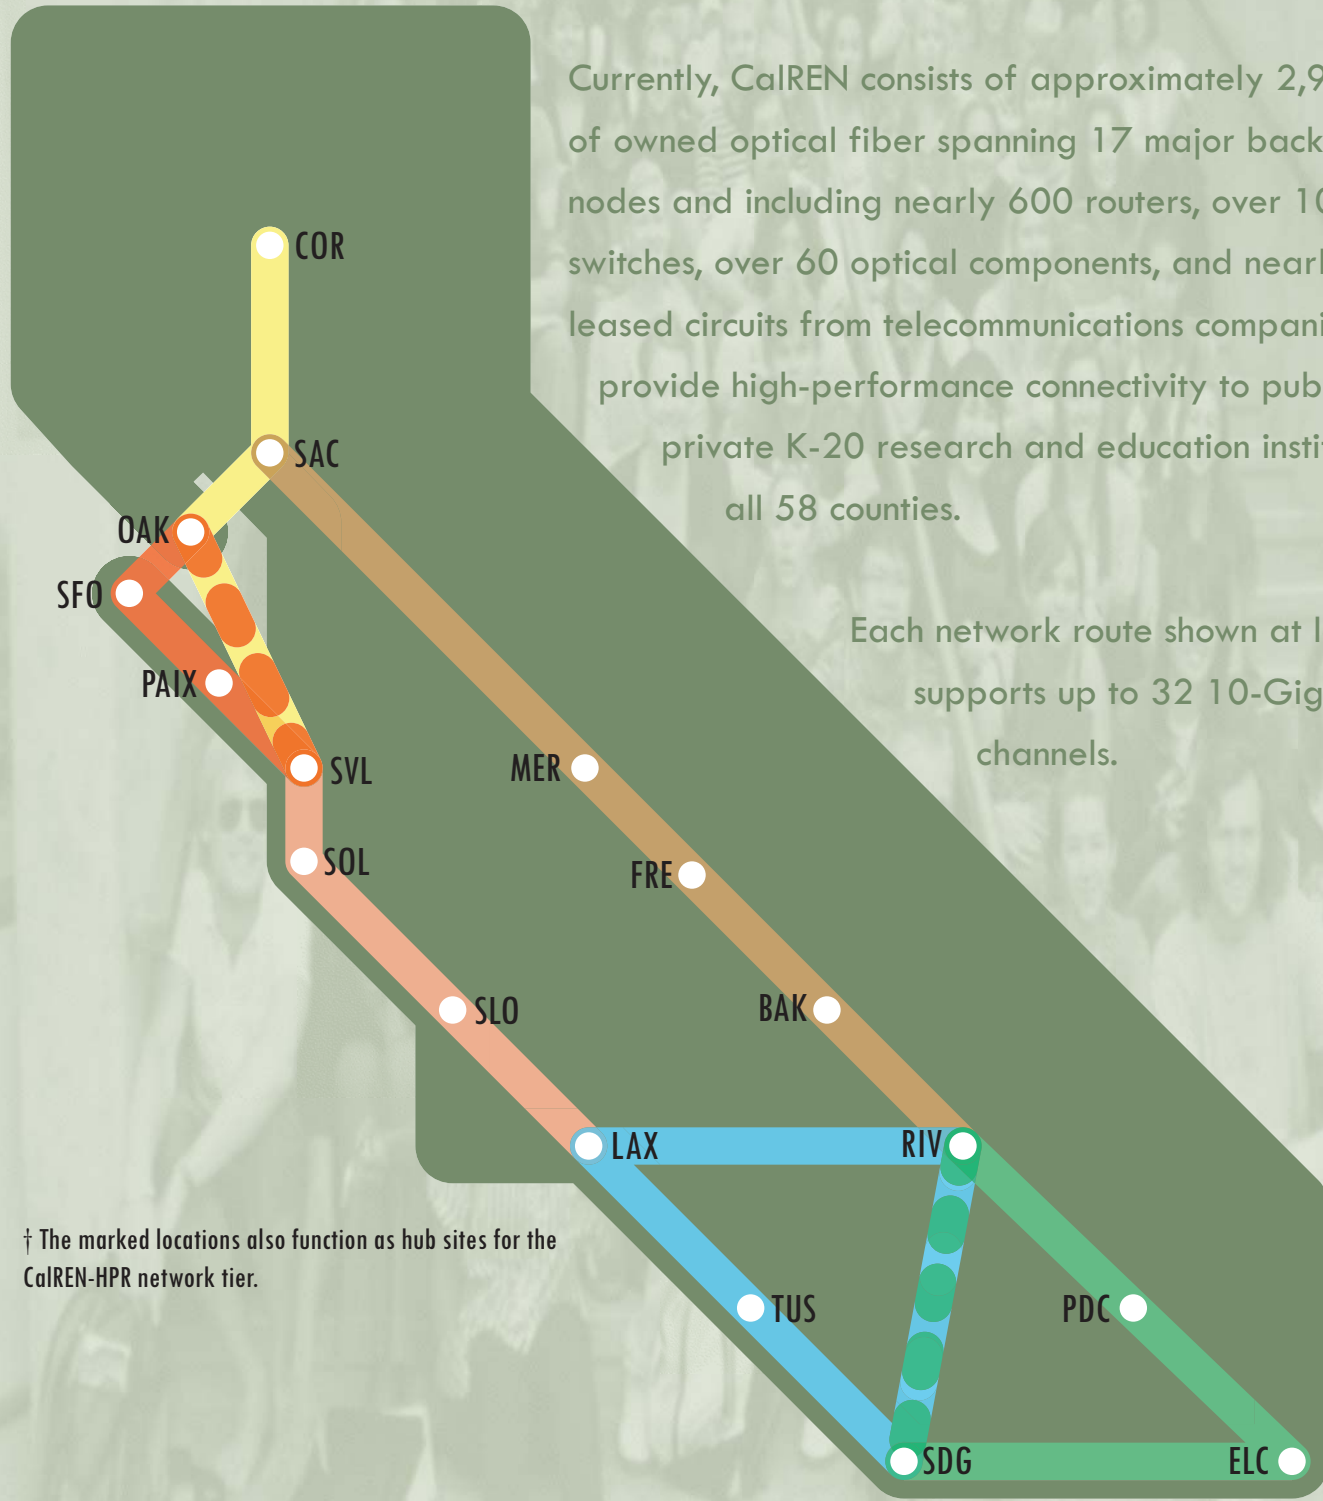 Currently, CalREN consists of approximately 2,9
of owned optical fiber spanning 17 major back
nodes and including nearly 600 routers, over 10
switches, over 60 optical components, and nearl
leased circuits from telecommunications compani
provide high-performance connectivity to pub
private K-20 research and education insti
all 58 counties.
Each network route shown at l
supports up to 32 10-Gig
channels.
COR
SAC
OAK
SFO
PAIX
SVL
MER
SOL
FRE
SLO
BAK
LAX
RIV
TUS
PDC
SDG
ELC
† The marked locations also function as hub sites for the
CalREN-HPR network tier.